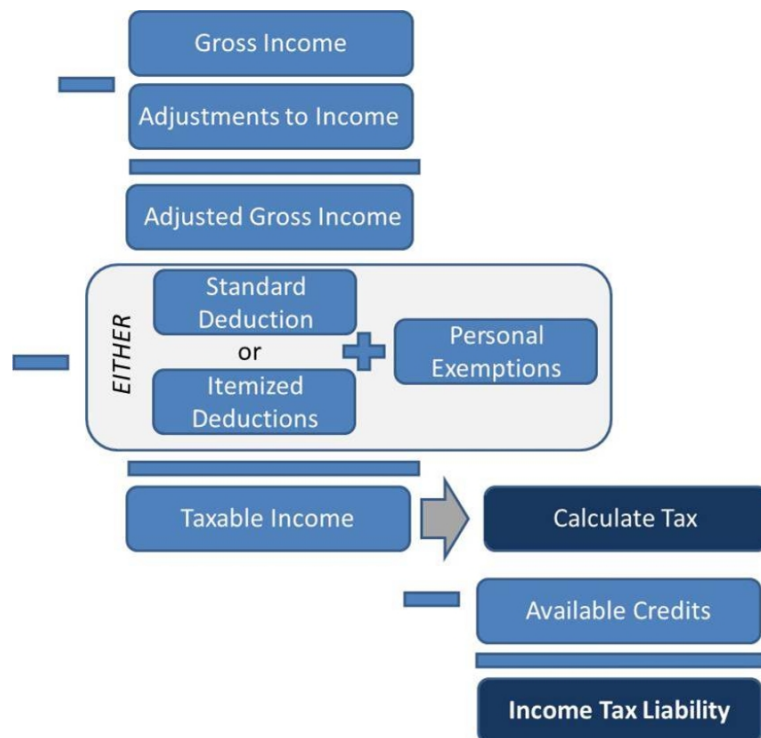 Gross Income
Adjustments to Income
Adjusted Gross Income
EITHER
Standard
Deduction
or
Itemized
Deductions
Personal
Exemptions
Taxable Income
Calculate Tax
Available Credits
Income Tax Liability